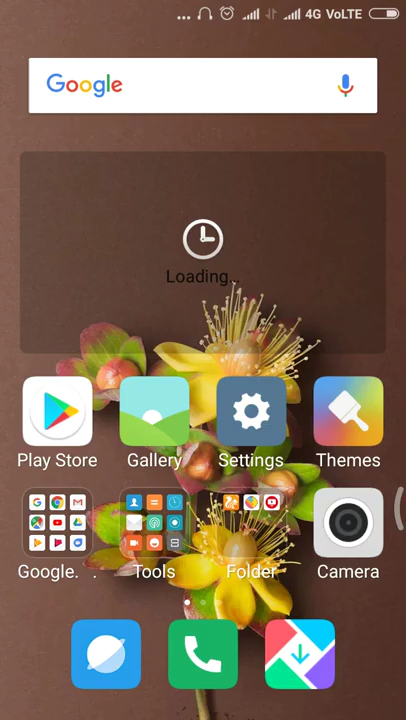 4G VoLTE
Google
Loading...
Play Store
Gallery
Settings
Themes
Google. .
Tools
Folder
Camera